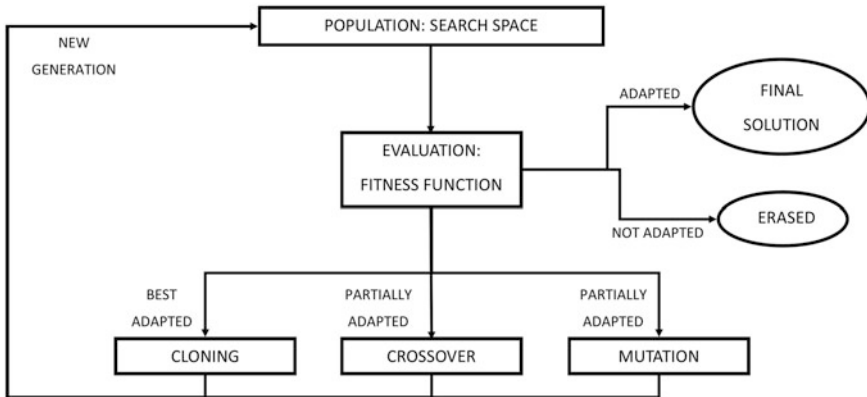 POPULATION: SEARCH SPACE
NEW
GENERATION
ADAPTED
FINAL
SOLUTION
EVALUATION:
FITNESS FUNCTION
ERASED
NOT ADAPTED
BEST
ADAPTED
PARTIALLY
ADAPTED
PARTIALLY
ADAPTED
CLONING
CROSSOVER
MUTATION